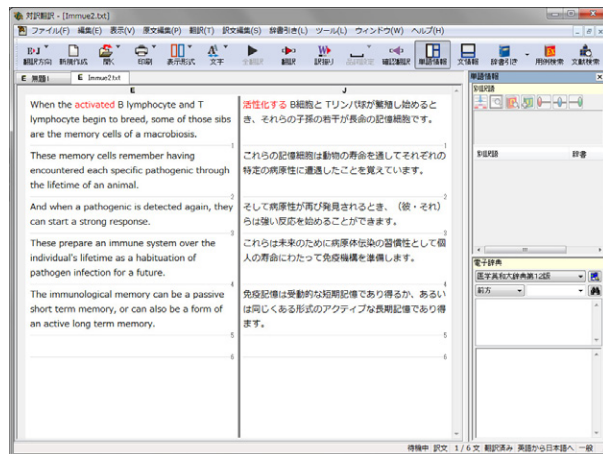 対訳翻訳 - [Immue2.txt]
ファイル(F) 編集(E) 表示(V) 原文編集(P) 翻訳(T) 訳文編集(S) 辞書引き(L) ツール(L) ウィンドウ(W) ヘルプ(H)
翻訳方向 新規作成 開く 印刷 表示形式 文字 翻訳 訳振り 確認翻訳 単語情報 文情報 辞書引き 用例検索 文献検索
E 無題1 E Immue2txt
E J
When the activated B lymphocyte and T
lymphocyte begin to breed, some of those sibs
are the memory cells of a macrobiosis.
活性化する B細胞と Tリンパ球が繁殖し始めると
き、それらの子孫の若干が長命の記憶細胞です。
1 1
These memory cells remember having
encountered each specific pathogenic through
the lifetime of an animal.
これらの記憶細胞は動物の寿命を通してそれぞれの
特定の病原性に遭遇したことを覚えています。
2 2
And when a pathogenic is detected again, they
can start a strong response.
そして病原性が再び発見されるとき、(彼・それ)
らは強い反応を始めることができます。
3 3
These prepare an immune system over the
individual's lifetime as a habituation of
pathogen infection for a future.
これらは未来のために病原体伝染の習慣性として個
人の寿命にわたって免疫機構を準備します。
4 4
The immunological memory can be a passive
short term memory, or can also be a form of
an active long term memory.
免疫記憶は受動的な短期記憶であり得るか、あるい
は同じくある形式のアクティブな長期記憶であり得
ます。
5 5
6 6
単語情報
別訳語
別訳語 辞書
電子辞典
医学英和大辞典第12版
前方
待機中 訳文 1 / 6 文 翻訳済み 英語から日本語へ 一般